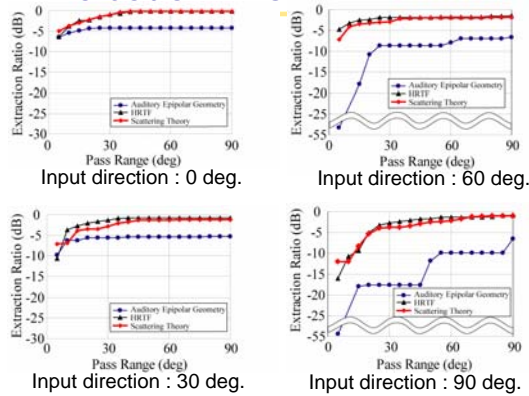 0
-5
-10
-15
-20
-25
-30
Extraction Ratio (dB)
Auditory Epipolar Geometry
HRTF
Scattering Theory
0 30 60 90
Pass Range (deg)
Input direction : 0 deg.
0
-5
-10
-15
-20
-25
-55
Extraction Ratio (dB)
Auditory Epipolar Geometry
HRTF
Scattering Theory
0 30 60 90
Pass Range (deg)
Input direction : 60 deg.
0
-5
-10
-15
-20
-25
-30
Extraction Ratio (dB)
Auditory Epipolar Geometry
HRTF
Scattering Theory
0 30 60 90
Pass Range (deg)
Input direction : 30 deg.
0
-5
-10
-15
-25
-55
Extraction Ratio (dB)
Auditory Epipolar Geometry
HRTF
Scattering Theory
0 30 60 90
Pass Range (deg)
Input direction : 90 deg.